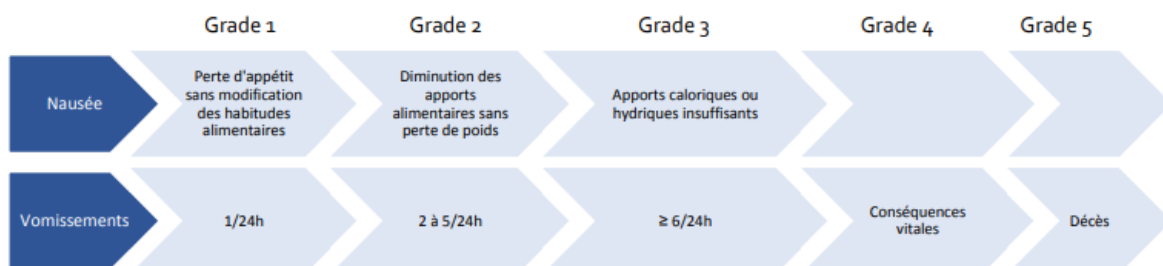 Grade 1 Grade 2 Grade 3 Grade 4 Grade 5
Nausée
Perte d'appétit
sans modification
des habitudes
alimentaires
Diminution des
apports
alimentaires sans
perte de poids
Apports caloriques ou
hydriques insuffisants
Vomissements
1/24h
2 à 5/24h
≥ 6/24h
Conséquences
vitales
Décès